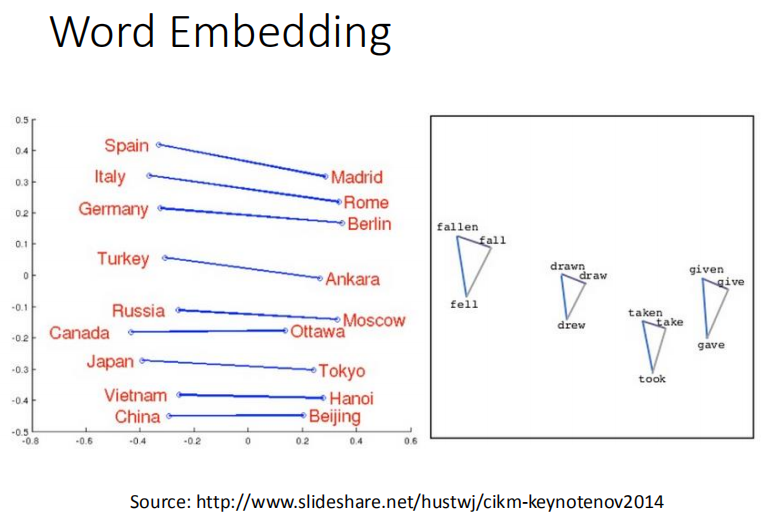 Word Embedding
0.5
0.4
0.3
0.2
0.1
0
-0.1
-0.2
-0.3
-0.4
-0.5
-0.8
-0.6
-0.4
-0.2
0
0.2
0.4
0.6
Spain
Madrid
Italy
Rome
Germany
Berlin
Turkey
Ankara
Russia
Moscow
Canada
Ottawa
Japan
Tokyo
Vietnam
Hanoi
China
Beijing
fallen
fall
fell
drawn
draw
drew
taken
take
took
given
give
gave
Source: http://www.slideshare.net/hustwj/cikm-keynotenov2014